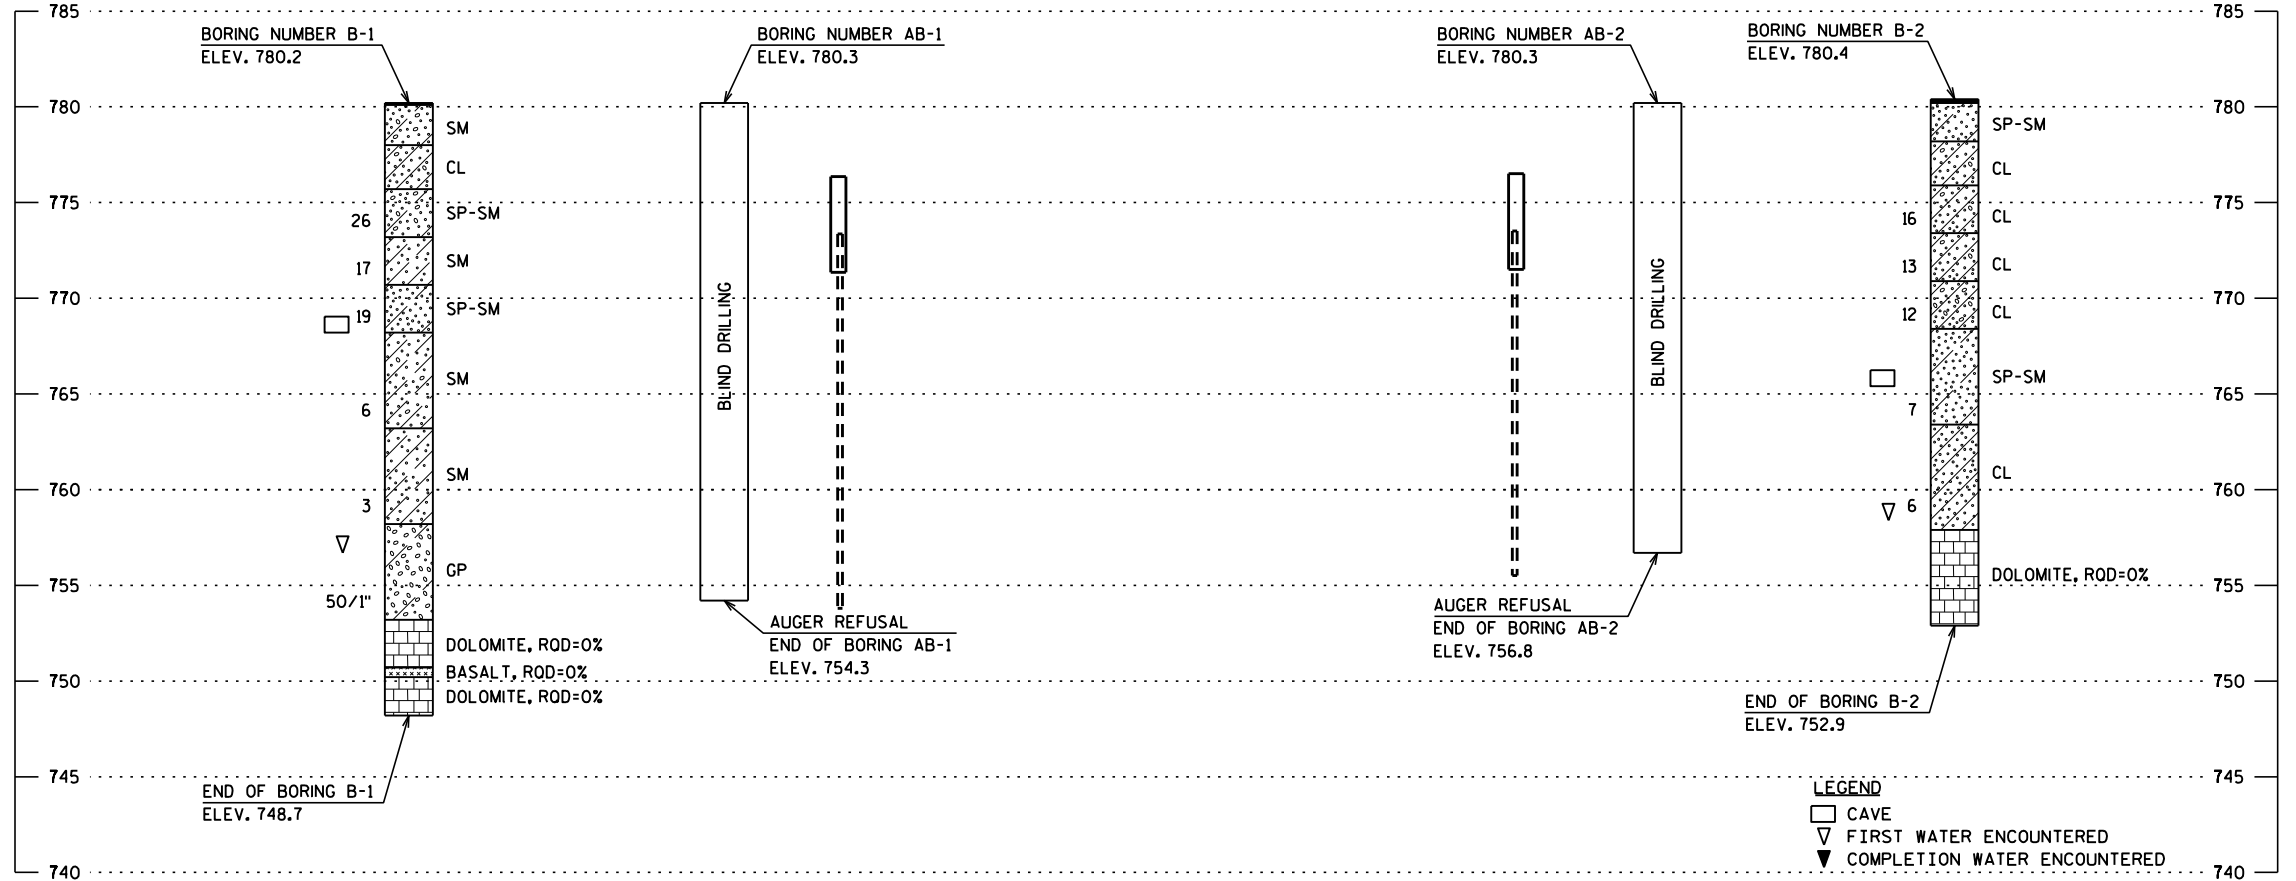 785
785
BORING NUMBER B-1
ELEV. 780.2
BORING NUMBER AB-1
ELEV. 780.3
BORING NUMBER AB-2
ELEV. 780.3
BORING NUMBER B-2
ELEV. 780.4
780
780
SM
CL
26
SP-SM
17
SM
19
SP-SM
SM
6
SM
3
GP
50/1"
DOLOMITE, RQD=0%
BASALT, RQD=0%
DOLOMITE, RQD=0%
END OF BORING B-1
ELEV. 748.7
BLIND DRILLING
AUGER REFUSAL
END OF BORING AB-1
ELEV. 754.3
BLIND DRILLING
AUGER REFUSAL
END OF BORING AB-2
ELEV. 756.8
SP-SM
CL
16
CL
13
CL
12
CL
SP-SM
7
CL
6
DOLOMITE, RQD=0%
END OF BORING B-2
ELEV. 752.9
775
775
770
770
765
765
760
760
755
755
750
750
745
745
LEGEND
CAVE
FIRST WATER ENCOUNTERED
COMPLETION WATER ENCOUNTERED
740
740